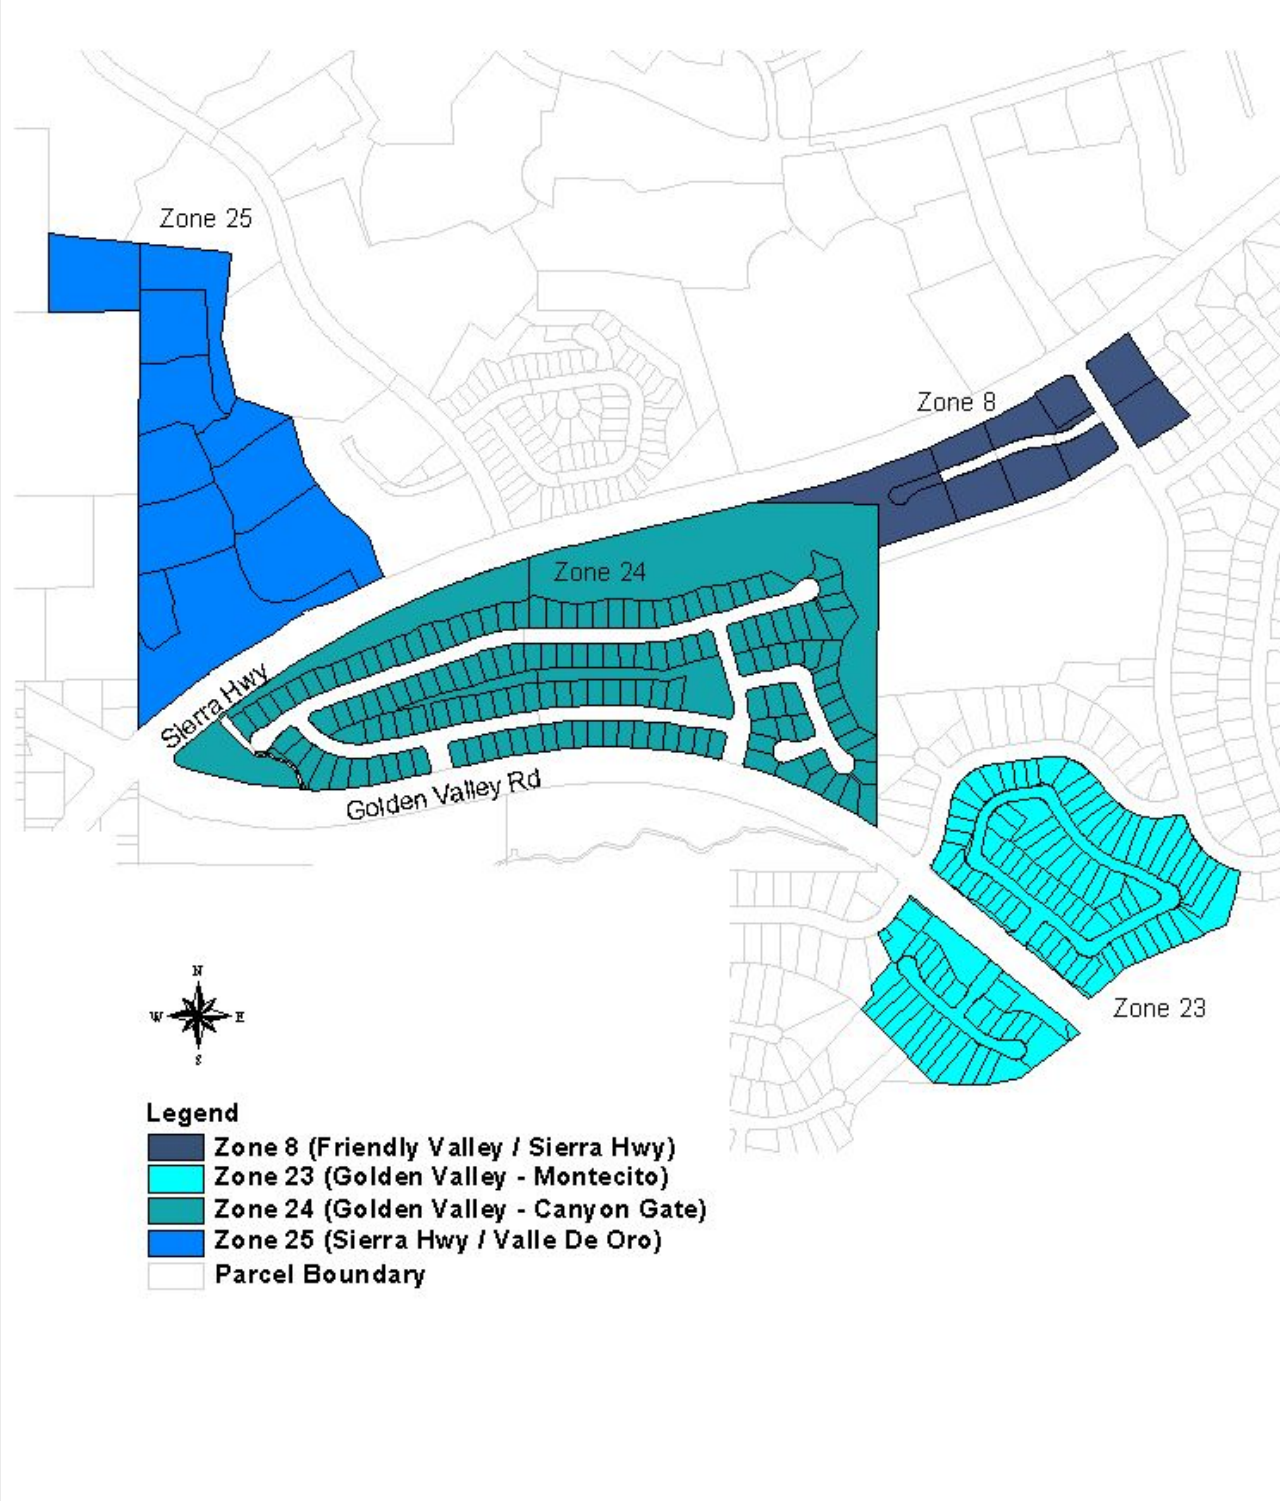 Zone 25
Zone 8
Zone 24
Sierra Hwy
Golden Valley Rd
Zone 23
N
W E
S
Legend
Zone 8 (Friendly Valley / Sierra Hwy)
Zone 23 (Golden Valley - Montecito)
Zone 24 (Golden Valley - Canyon Gate)
Zone 25 (Sierra Hwy / Valle De Oro)
Parcel Boundary